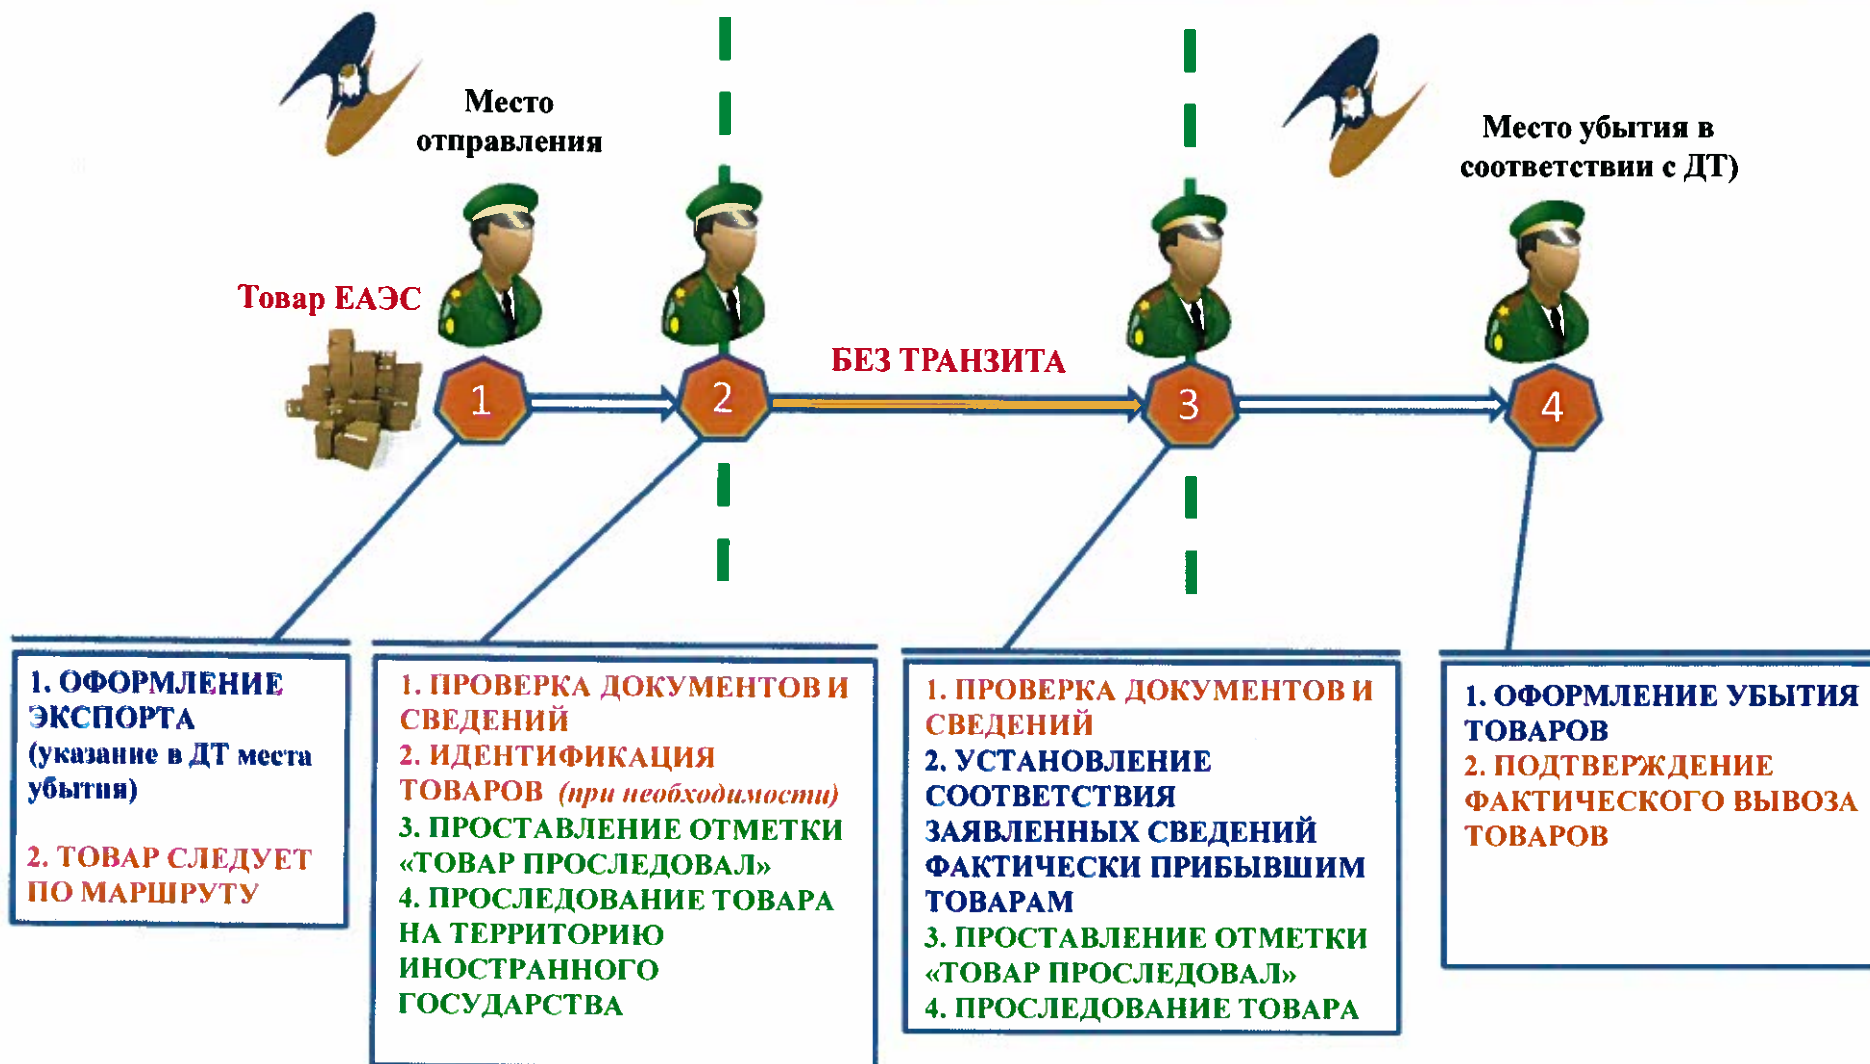 Место
отправления
Место убытия в
соответствии с ДТ)
Товар ЕАЭС
БЕЗ ТРАНЗИТА
1
2
3
4
1. ОФОРМЛЕНИЕ
ЭКСПОРТА
(указание в ДТ места
убытия)
2. ТОВАР СЛЕДУЕТ
ПО МАРШРУТУ
1. ПРОВЕРКА ДОКУМЕНТОВ И
СВЕДЕНИЙ
2. ИДЕНТИФИКАЦИЯ
ТОВАРОВ (при необходимости)
3. ПРОСТАВЛЕНИЕ ОТМЕТКИ
«ТОВАР ПРОСЛЕДОВАЛ»
4. ПРОСЛЕДОВАНИЕ ТОВАРА
НА ТЕРРИТОРИЮ
ИНОСТРАННОГО
ГОСУДАРСТВА
1. ПРОВЕРКА ДОКУМЕНТОВ И
СВЕДЕНИЙ
2. УСТАНОВЛЕНИЕ
СООТВЕТСТВИЯ
ЗАЯВЛЕННЫХ СВЕДЕНИЙ
ФАКТИЧЕСКИ ПРИБЫВШИМ
ТОВАРАМ
3. ПРОСТАВЛЕНИЕ ОТМЕТКИ
«ТОВАР ПРОСЛЕДОВАЛ»
4. ПРОСЛЕДОВАНИЕ ТОВАРА
1. ОФОРМЛЕНИЕ УБЫТИЯ
ТОВАРОВ
2. ПОДТВЕРЖДЕНИЕ
ФАКТИЧЕСКОГО ВЫВОЗА
ТОВАРОВ